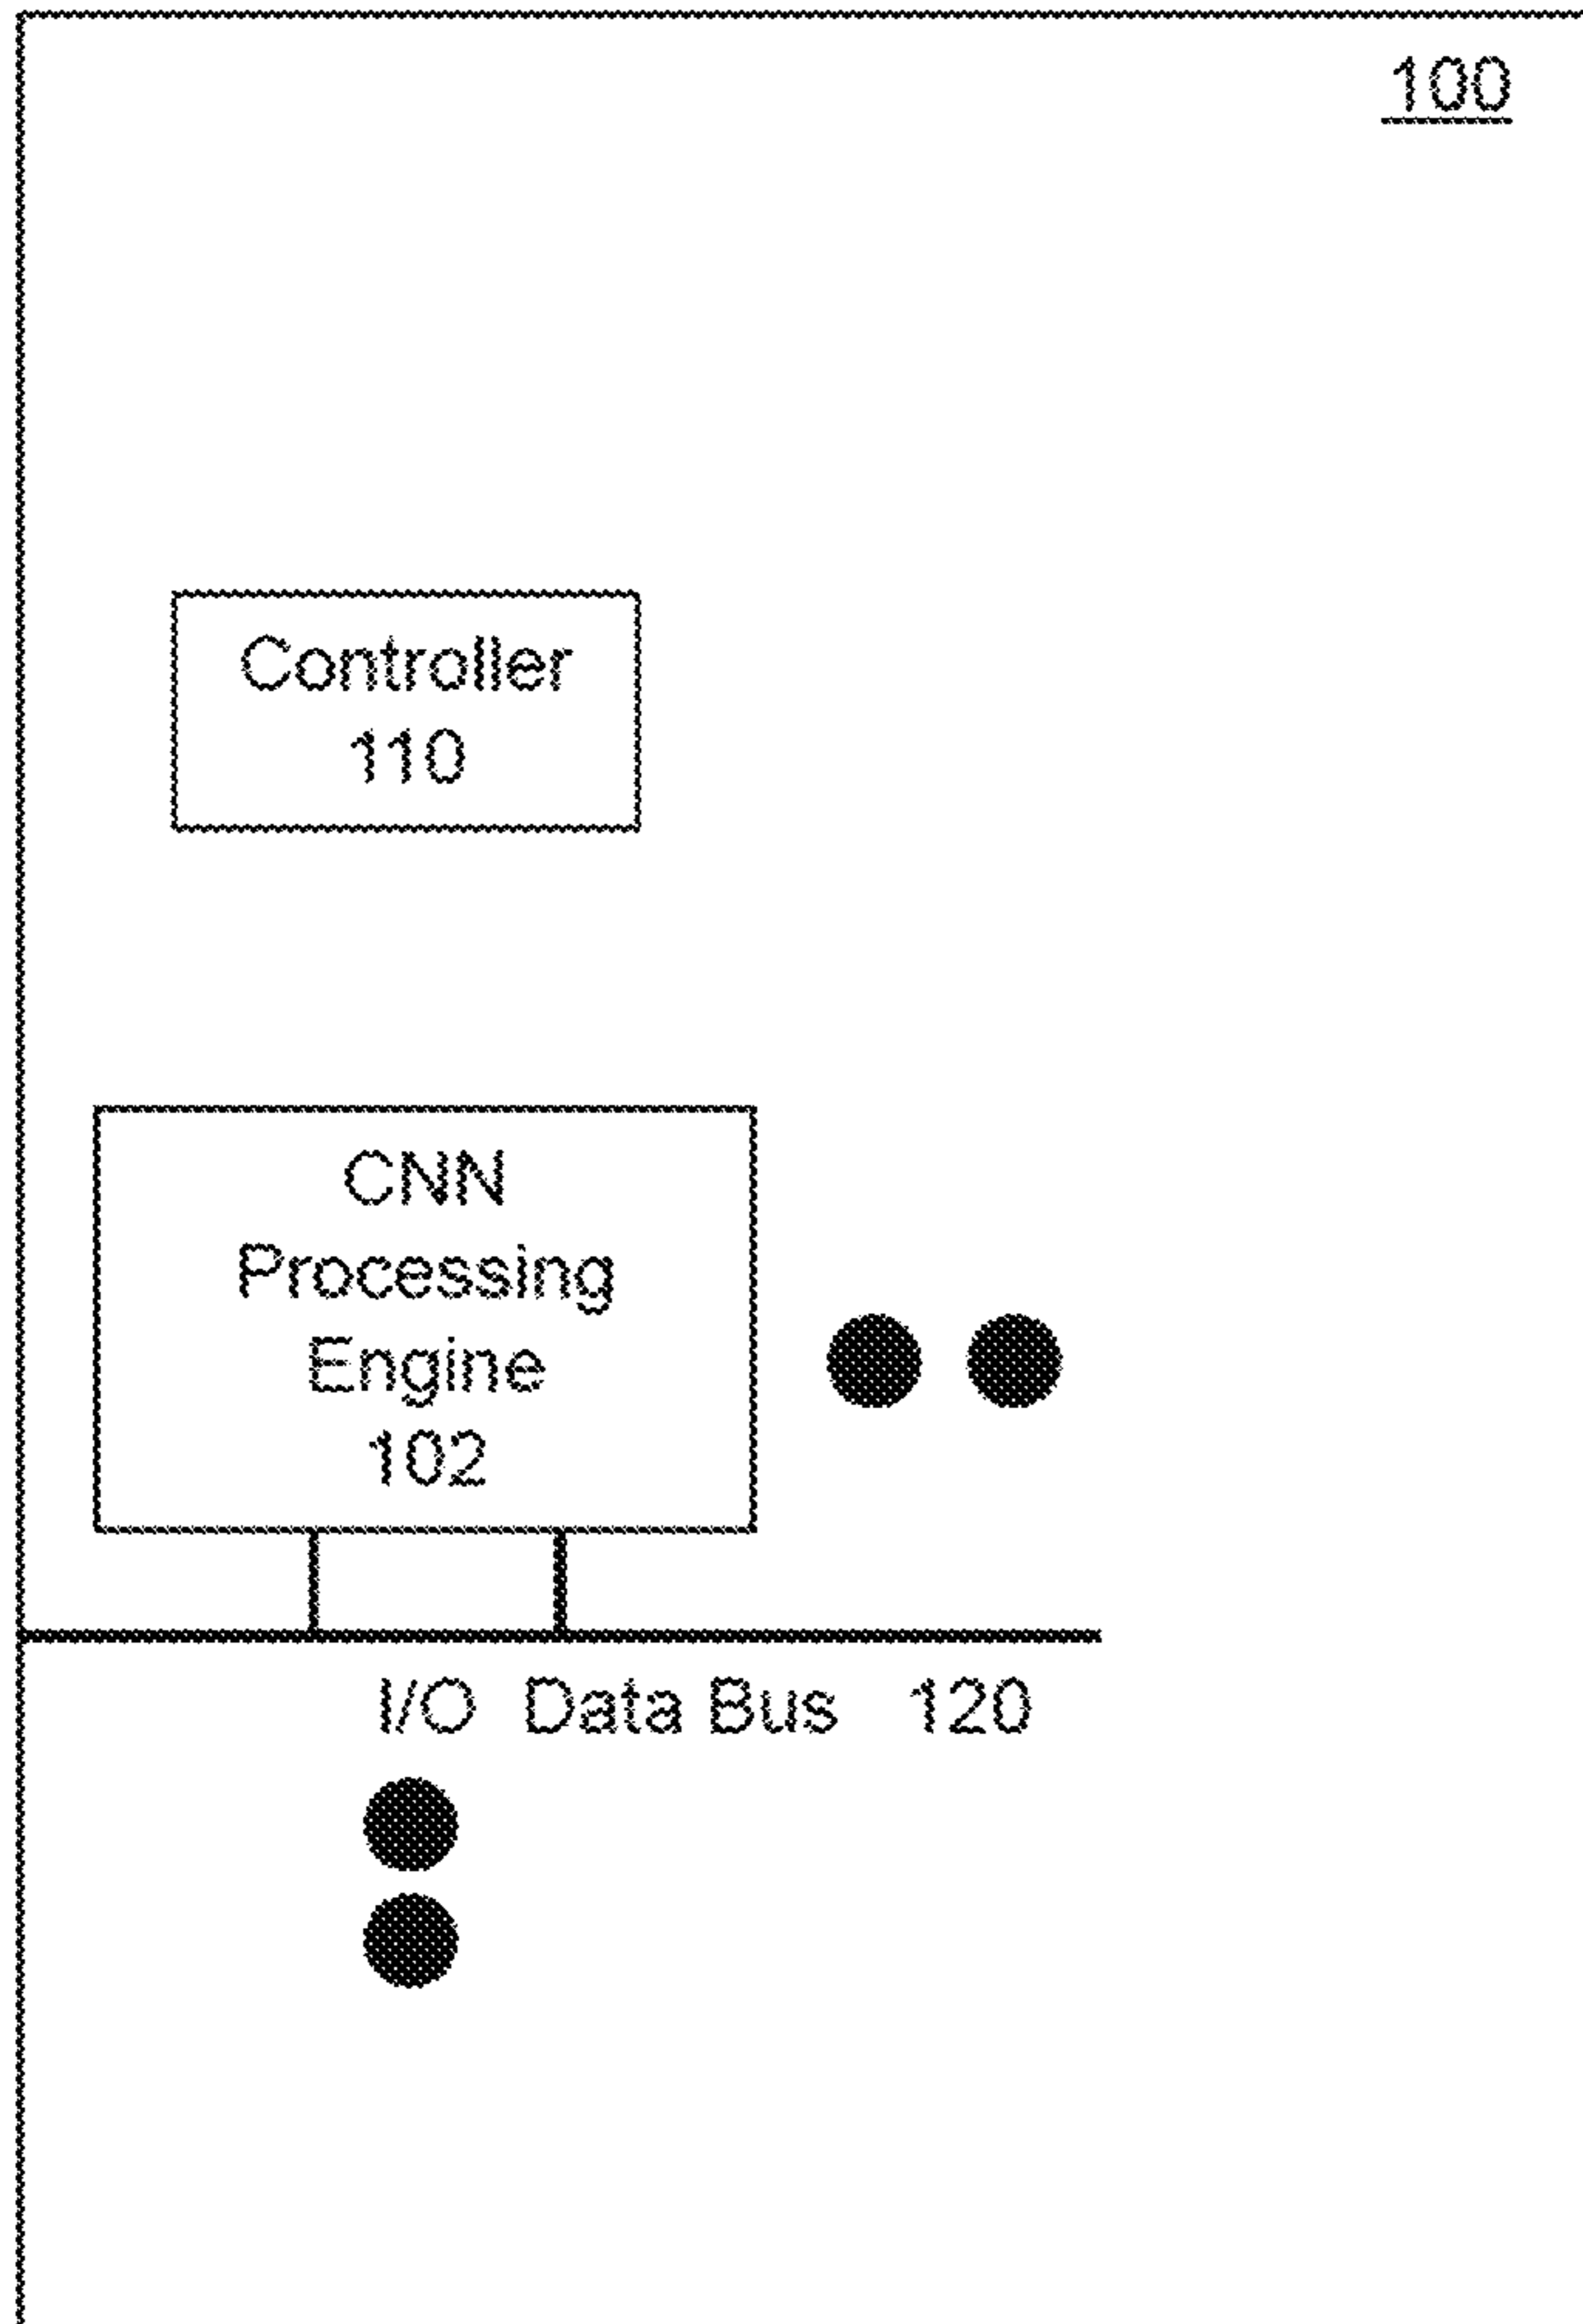 100
Controller
110
CNN
Processing
Engine
102
I/O Data Bus 120